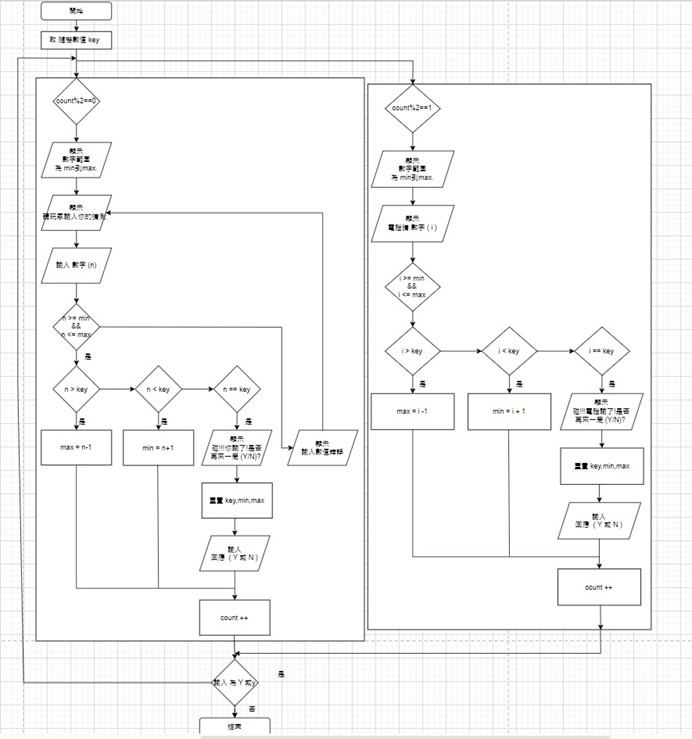 開始
取 隨機數值 key
count%2==0
顯示
數字範圍
為 min到max.
顯示
請玩家輸入你的猜測
輸入 數字 (n)
n >= min
&&
n <= max
是
n > key
n < key
n == key
是
是
是
max = n-1
min = n+1
顯示
碰!!!你輸了!是否
再來一局 (Y/N)?
顯示
輸入數值錯誤
重置 key,min,max
輸入
回應 ( Y 或 N )
count ++
count%2==1
顯示
數字範圍
為 min到max.
顯示
電腦猜 數字 ( i )
i >= min
&&
i <= max
i > key
i < key
i == key
是
是
是
max = i -1
min = i + 1
顯示
碰!!!電腦輸了!是否
再來一局 (Y/N)?
重置 key,min,max
輸入
回應 ( Y 或 N )
count ++
輸入 為 Y 或y
是
否
結束